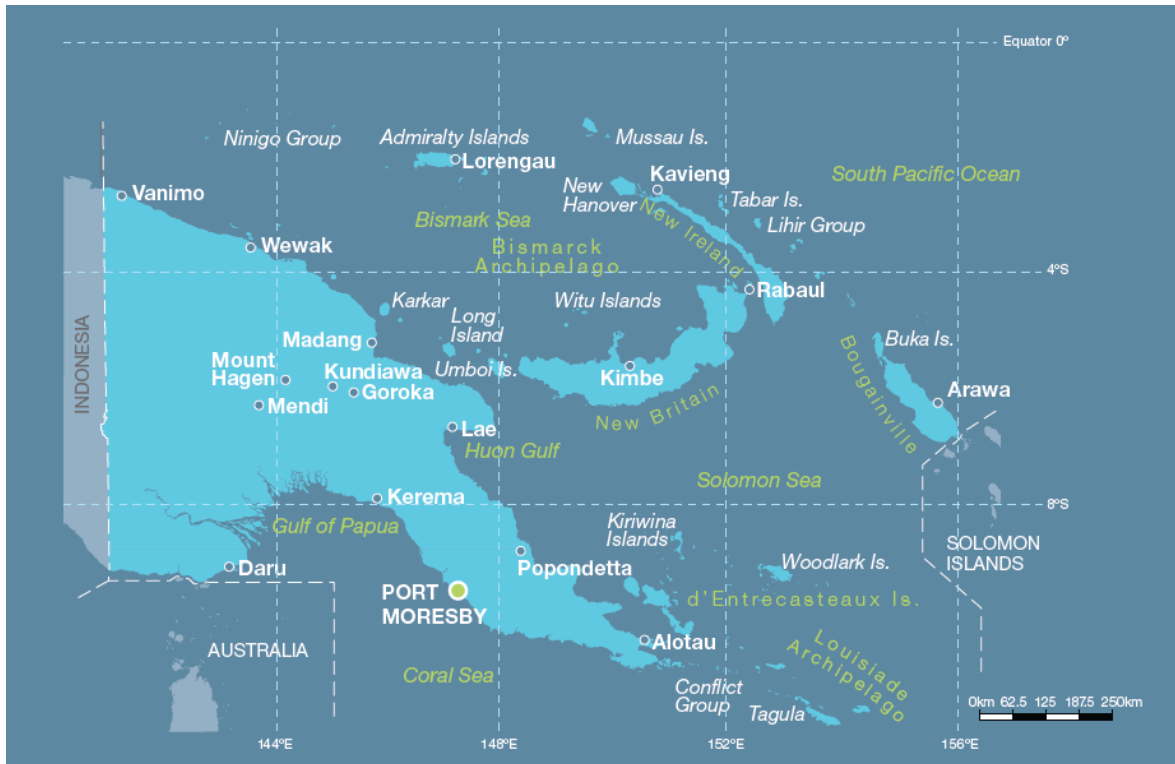 Equator 0º
Ninigo Group
Admiralty Islands
Lorengau
Mussau Is.
Kavieng
South Pacific Ocean
Vanimo
New
Hanover
Tabar Is.
Lihir Group
New Ireland
Bismark Sea
Wewak
Bismarck
Archipelago
4ºS
Rabaul
Karkar
Witu Islands
Long
Island
Madang
Umboi Is.
Buka Is.
Bougainville
INDONESIA
Mount
Hagen
Kundiawa
Goroka
Kimbe
Arawa
Mendi
New Britain
Lae
Huon Gulf
Solomon Sea
Kerema
8ºS
Gulf of Papua
Kiriwina
Islands
SOLOMON
ISLANDS
Daru
Popondetta
Woodlark Is.
PORT
MORESBY
d'Entrecasteaux Is.
Alotau
AUSTRALIA
Coral Sea
Louisiade
Archipelago
Conflict
Group
Tagula
0km 62.5 125 187.5 250km
144ºE
148ºE
152ºE
156ºE